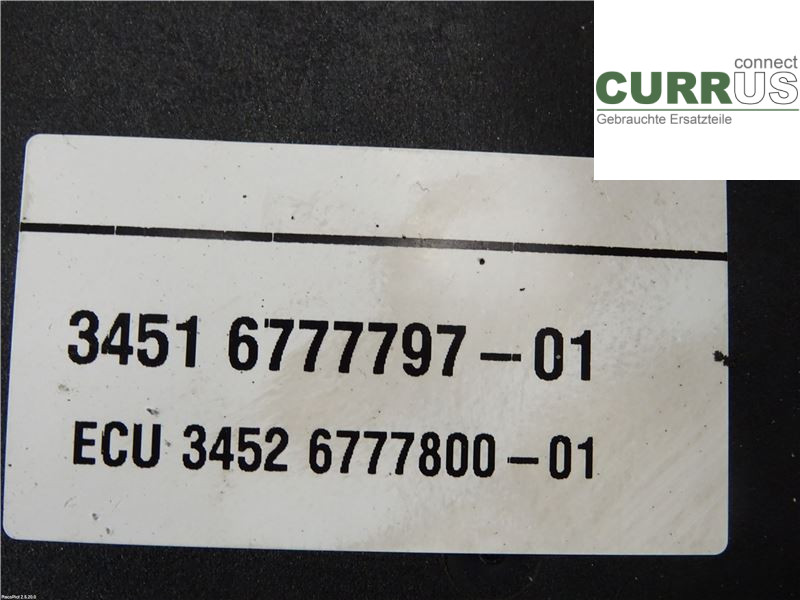 connect
CURRUS
Gebrauchte Ersatzteile
3451 6777797-01
ECU 3452 6777800-01